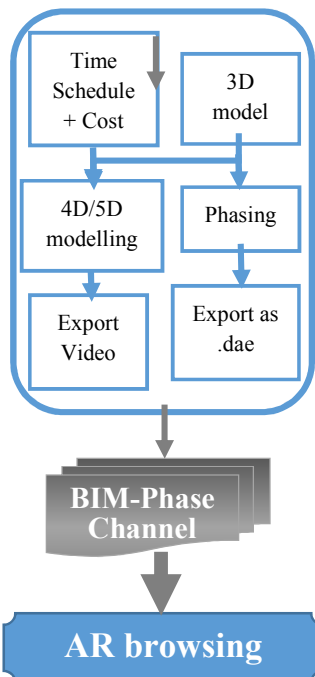 Time
Schedule
+ Cost
3D
model
4D/5D
modelling
Phasing
Export
Video
Export as
.dae
BIM-Phase
Channel
AR browsing